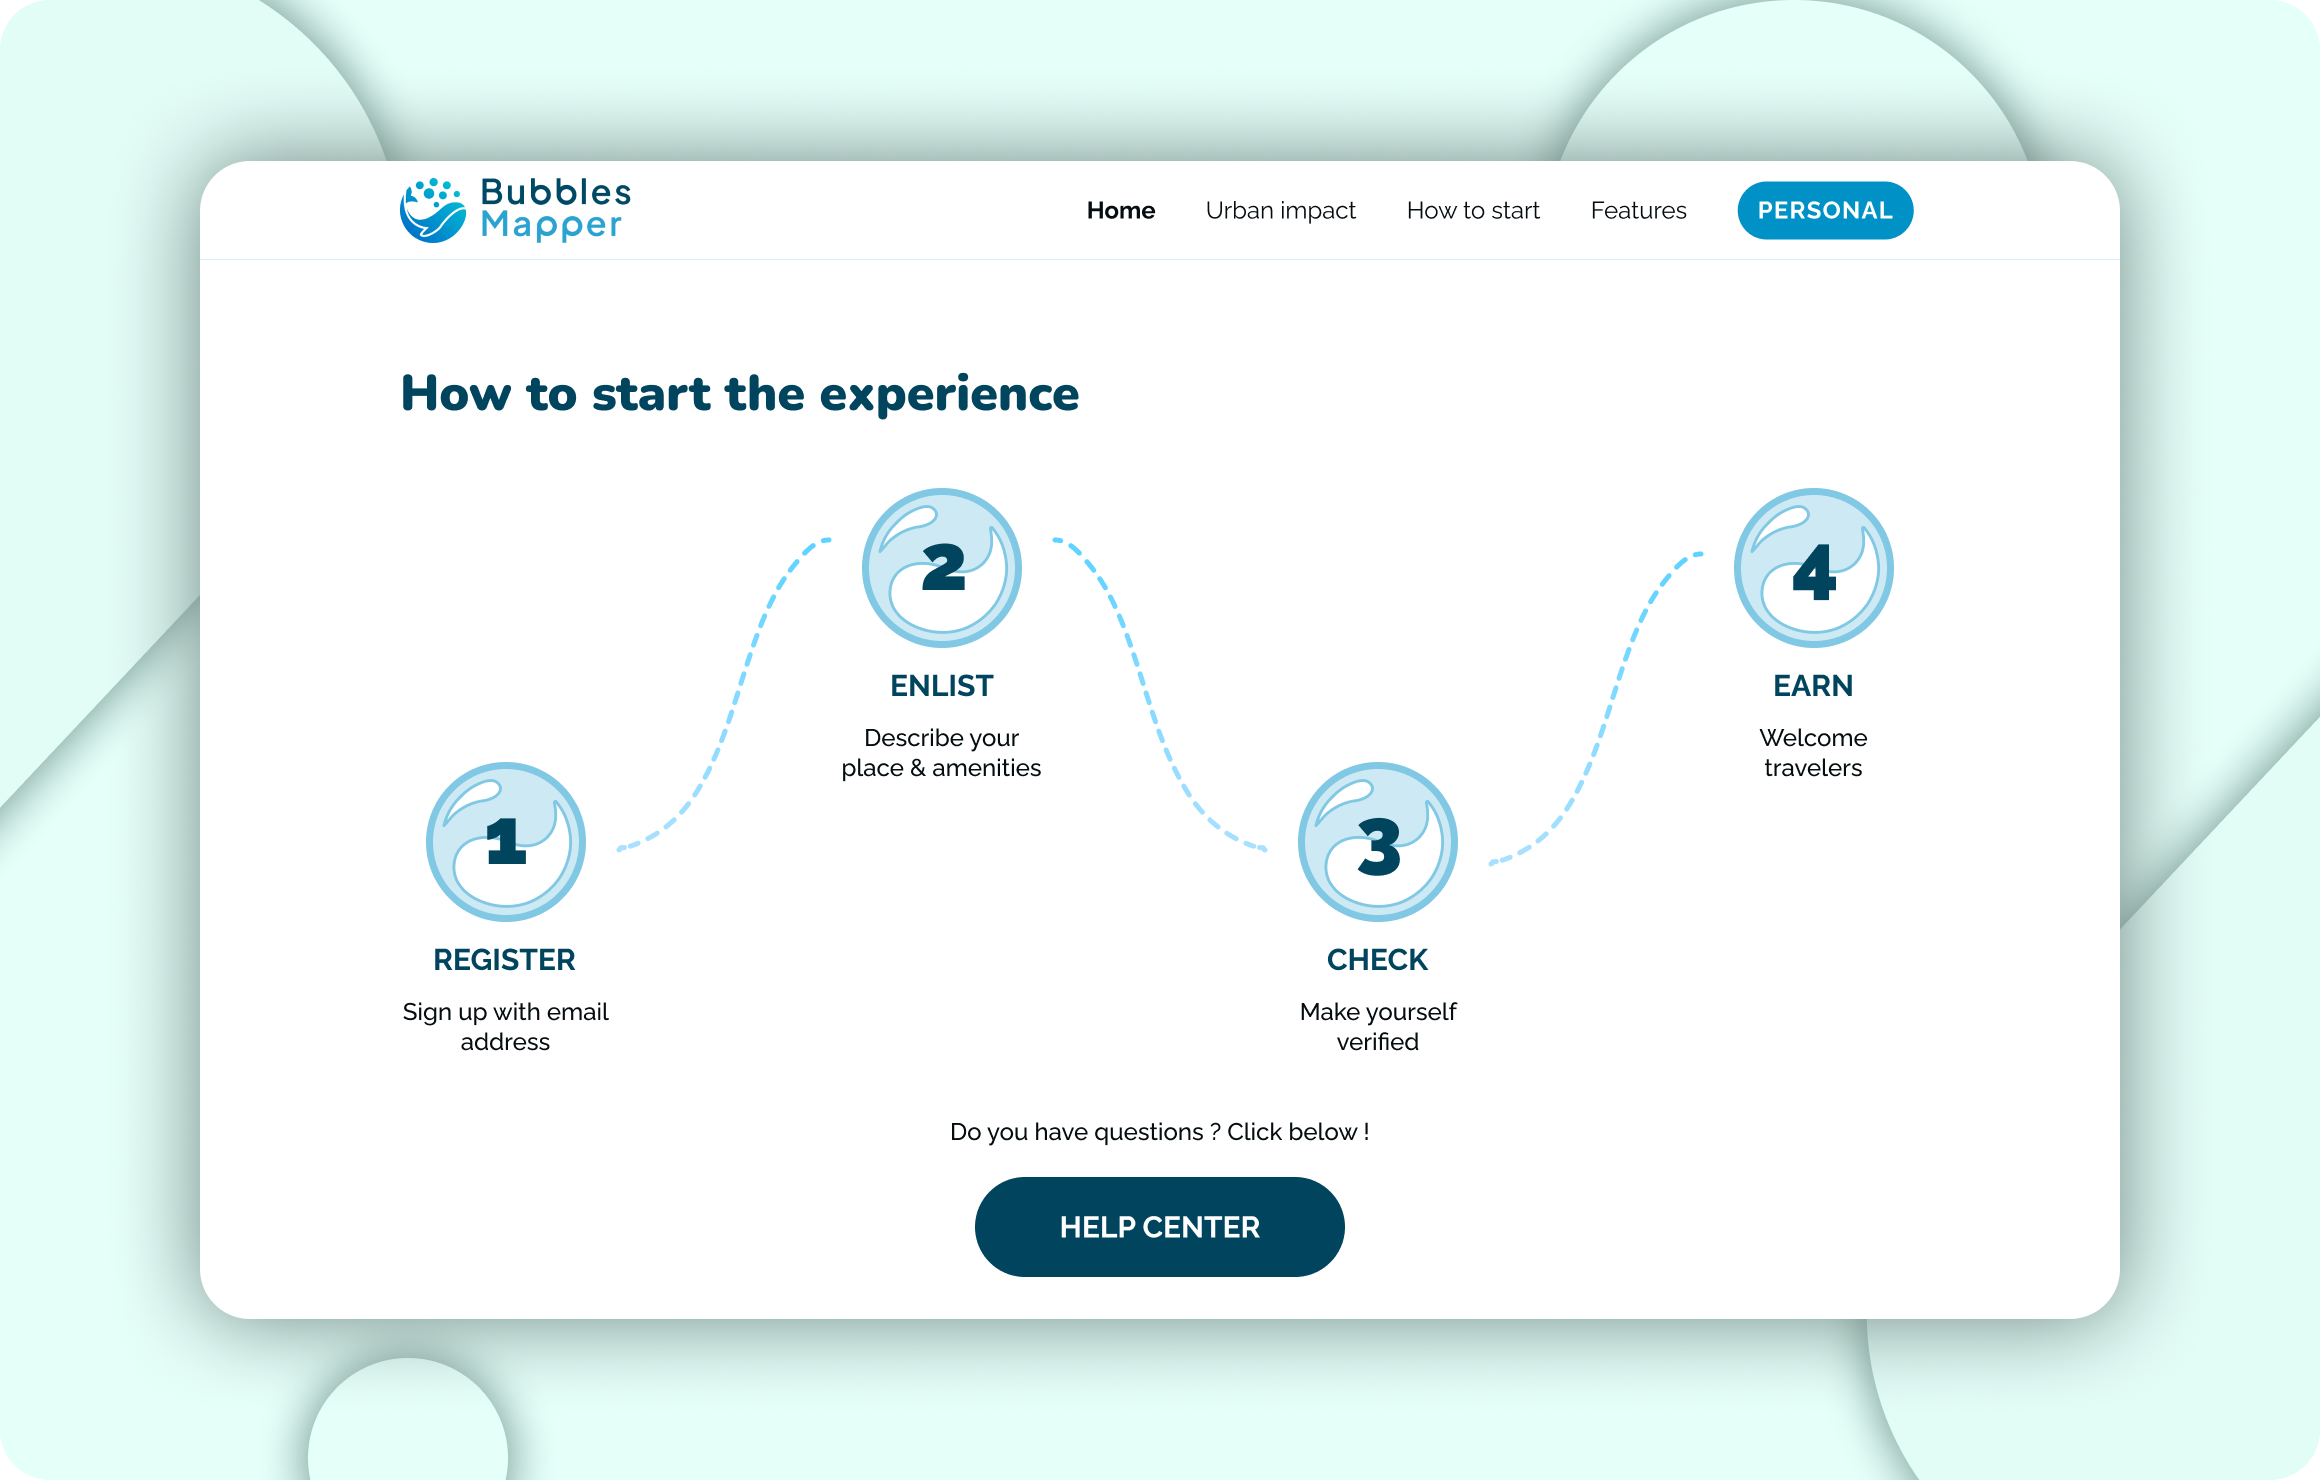 Bubbles
Mapper
Home
Urban impact
How to start
Features
PERSONAL
How to start the experience
1
REGISTER
Sign up with email
address
2
ENLIST
Describe your
place & amenities
3
CHECK
Make yourself
verified
4
EARN
Welcome
travelers
Do you have questions ? Click below !
HELP CENTER